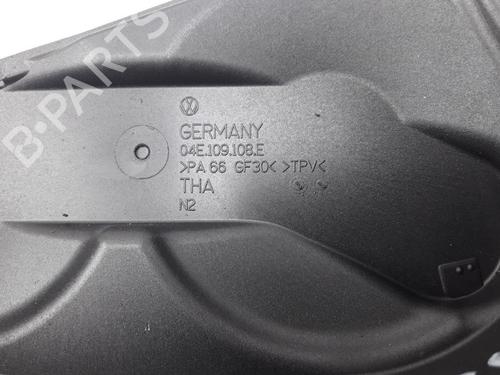 B-PARTS
GERMANY
04E.109.108.E
>PA 66 GF30< >TPV<
THA
N2